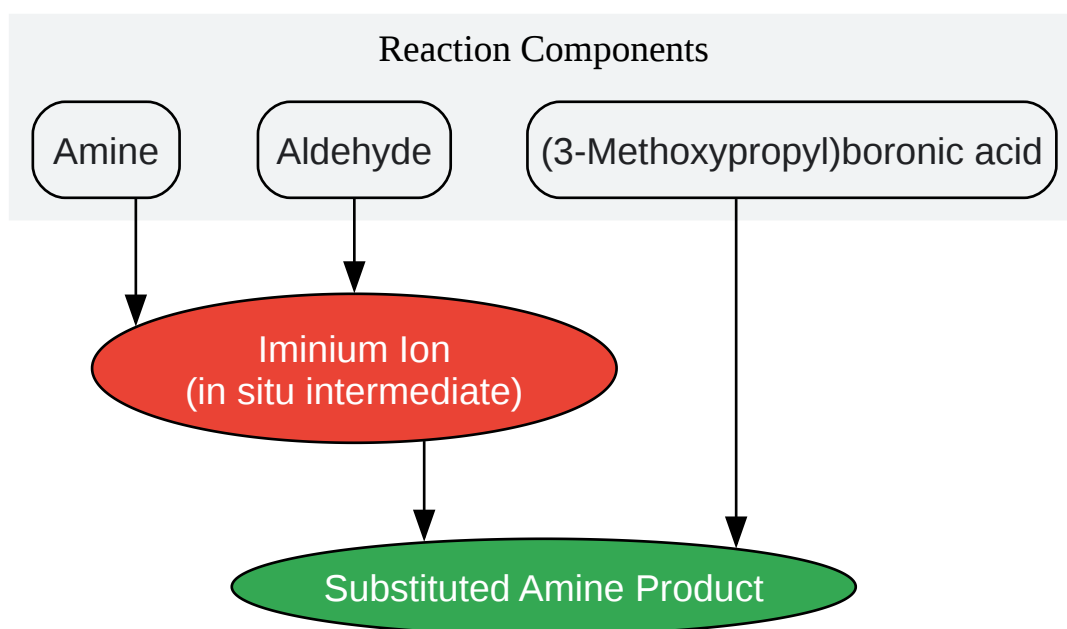 Reaction Components
Amine
Aldehyde
(3-Methoxypropyl)boronic acid
Iminium Ion
(in situ intermediate)
Substituted Amine Product